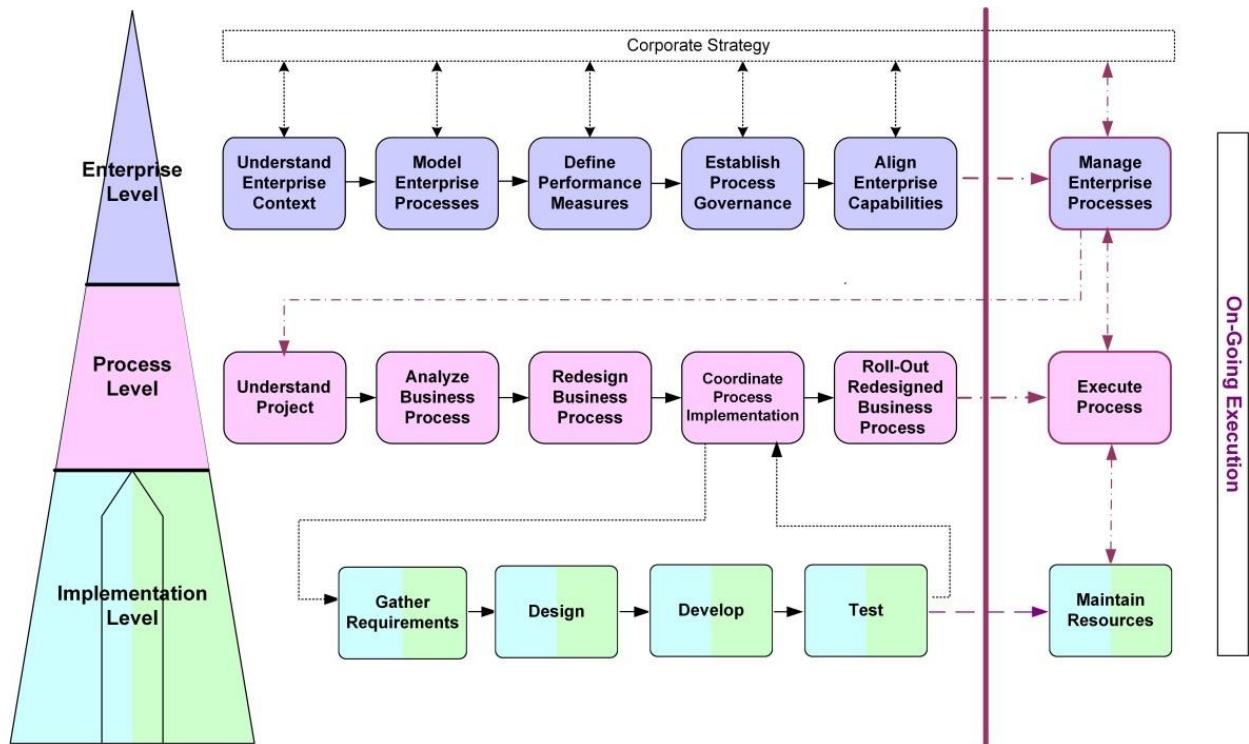 Corporate Strategy
Enterprise
Level
Understand
Enterprise
Context
Model
Enterprise
Processes
Define
Performance
Measures
Establish
Process
Governance
Align
Enterprise
Capabilities
Manage
Enterprise
Processes
Process
Level
Understand
Project
Analyze
Business
Process
Redesign
Business
Process
Coordinate
Process
Implementation
Roll-Out
Redesigned
Business
Process
Execute
Process
Implementation
Level
Gather
Requirements
Design
Develop
Test
Maintain
Resources
On-Going Execution